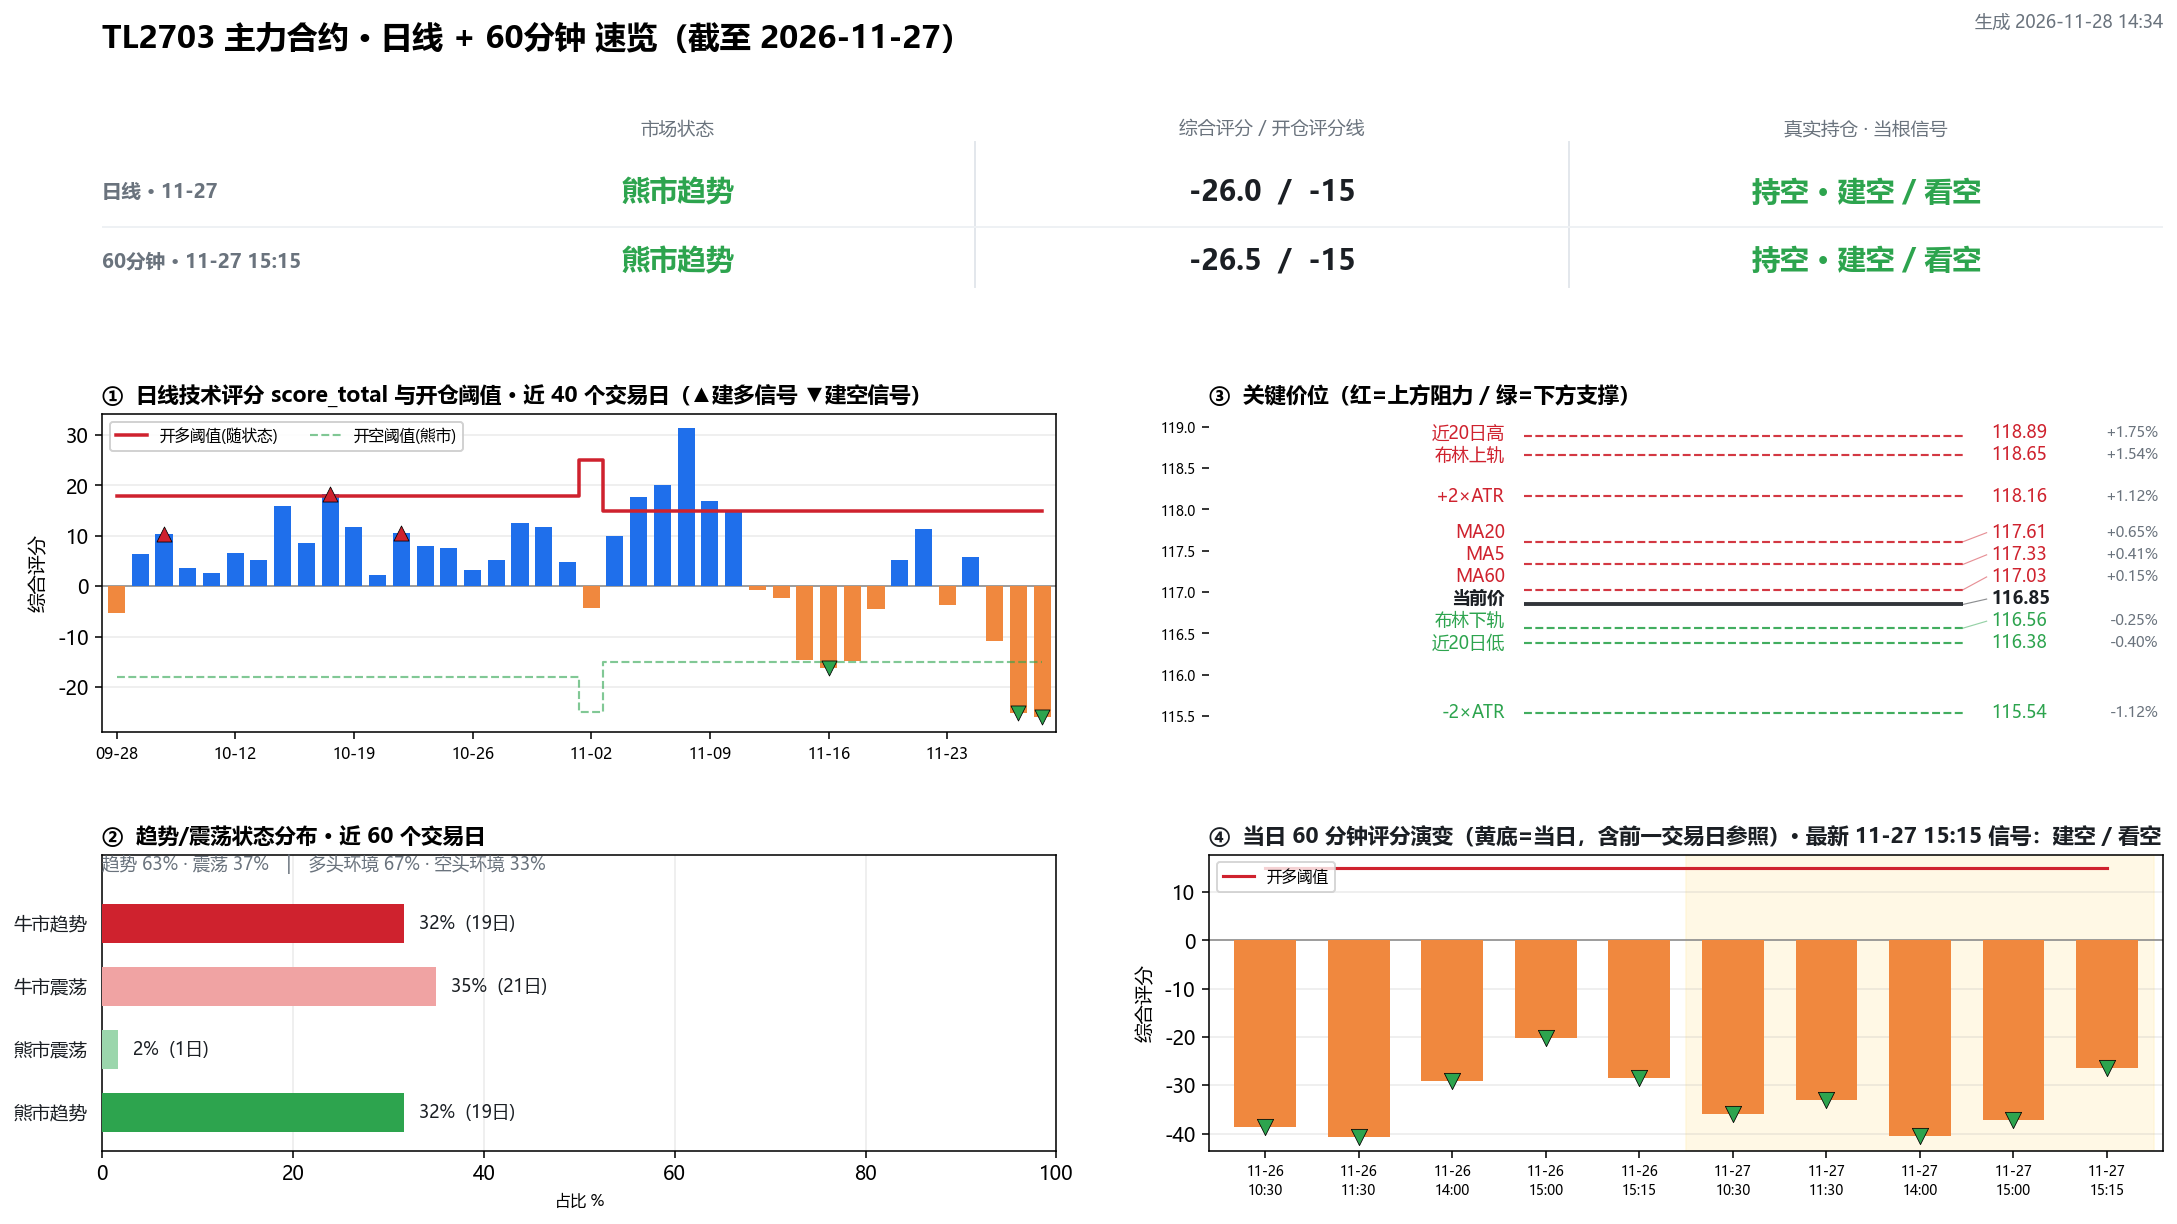 TL2703 主力合约 • 日线 + 60分钟 速览（截至 2026-11-27）
生成 2026-11-28 14:34
市场状态
综合评分 / 开仓评分线
真实持仓 · 当根信号
日线 • 11-27
熊市趋势
-26.0 / -15
持空 • 建空 / 看空
60分钟 • 11-27 15:15
熊市趋势
-26.5 / -15
持空 • 建空 / 看空
① 日线技术评分 score_total 与开仓阈值 • 近 40 个交易日（▲建多信号 ▼建空信号）
开多阈值(随状态)
开空阈值(熊市)
综合评分
30
20
10
0
-10
-20
09-28
10-12
10-19
10-26
11-02
11-09
11-16
11-23
③ 关键价位（红=上方阻力 / 绿=下方支撑）
119.0
118.5
118.0
117.5
117.0
116.5
116.0
115.5
近20日高 118.89 +1.75%
布林上轨 118.65 +1.54%
+2×ATR 118.16 +1.12%
MA20 117.61 +0.65%
MA5 117.33 +0.41%
MA60 117.03 +0.15%
当前价 116.85
布林下轨 116.56 -0.25%
近20日低 116.38 -0.40%
-2×ATR 115.54 -1.12%
② 趋势/震荡状态分布 • 近 60 个交易日
趋势 63% · 震荡 37% | 多头环境 67% · 空头环境 33%
牛市趋势 32% (19日)
牛市震荡 35% (21日)
熊市震荡 2% (1日)
熊市趋势 32% (19日)
0
20
40
60
80
100
占比 %
④ 当日 60 分钟评分演变（黄底=当日，含前一交易日参照）• 最新 11-27 15:15 信号：建空 / 看空
开多阈值
综合评分
10
0
-10
-20
-30
-40
11-26 10:30
11-26 11:30
11-26 14:00
11-26 15:00
11-26 15:15
11-27 10:30
11-27 11:30
11-27 14:00
11-27 15:00
11-27 15:15